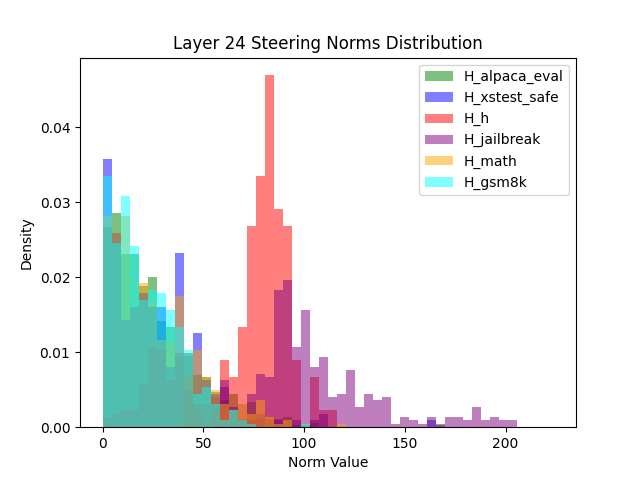 Layer 24 Steering Norms Distribution
H_alpaca_eval
H_xstest_safe
H_h
H_jailbreak
H_math
H_gsm8k
Density
0.04
0.03
0.02
0.01
0.00
0
50
100
150
200
Norm Value